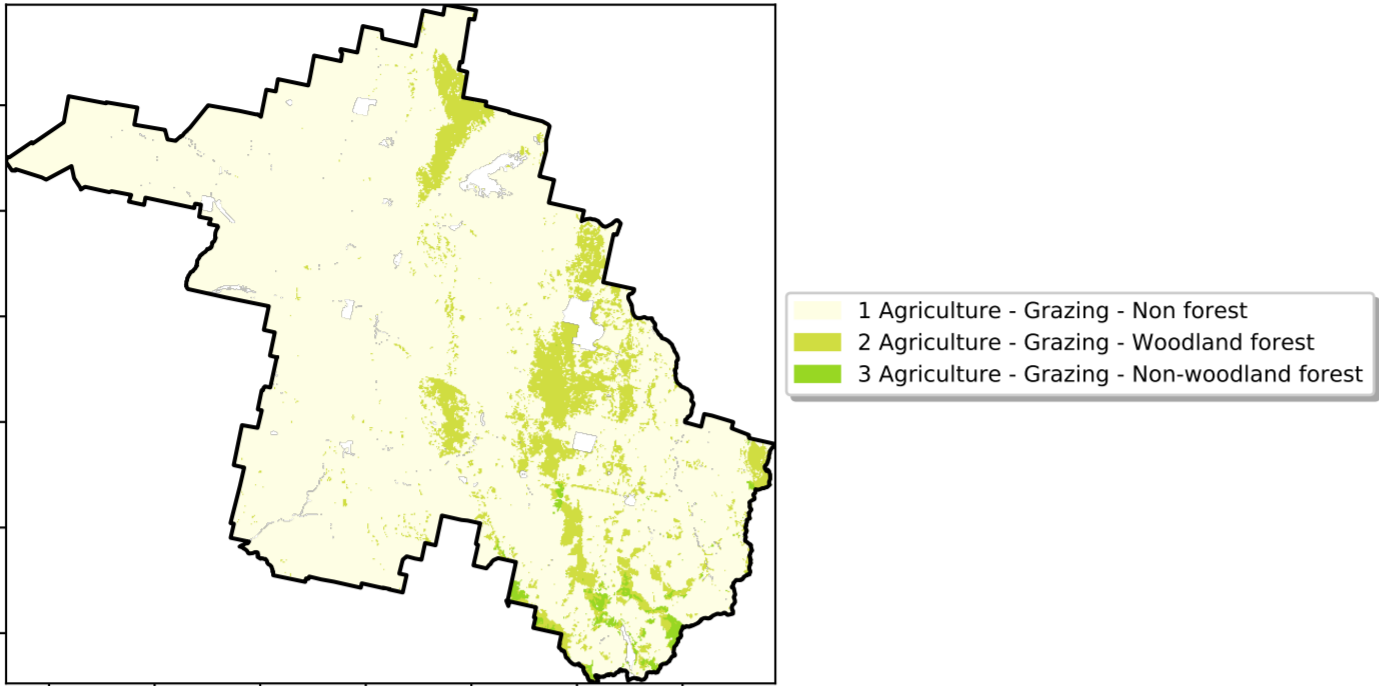 1 Agriculture - Grazing - Non forest
2 Agriculture - Grazing - Woodland forest
3 Agriculture - Grazing - Non-woodland forest